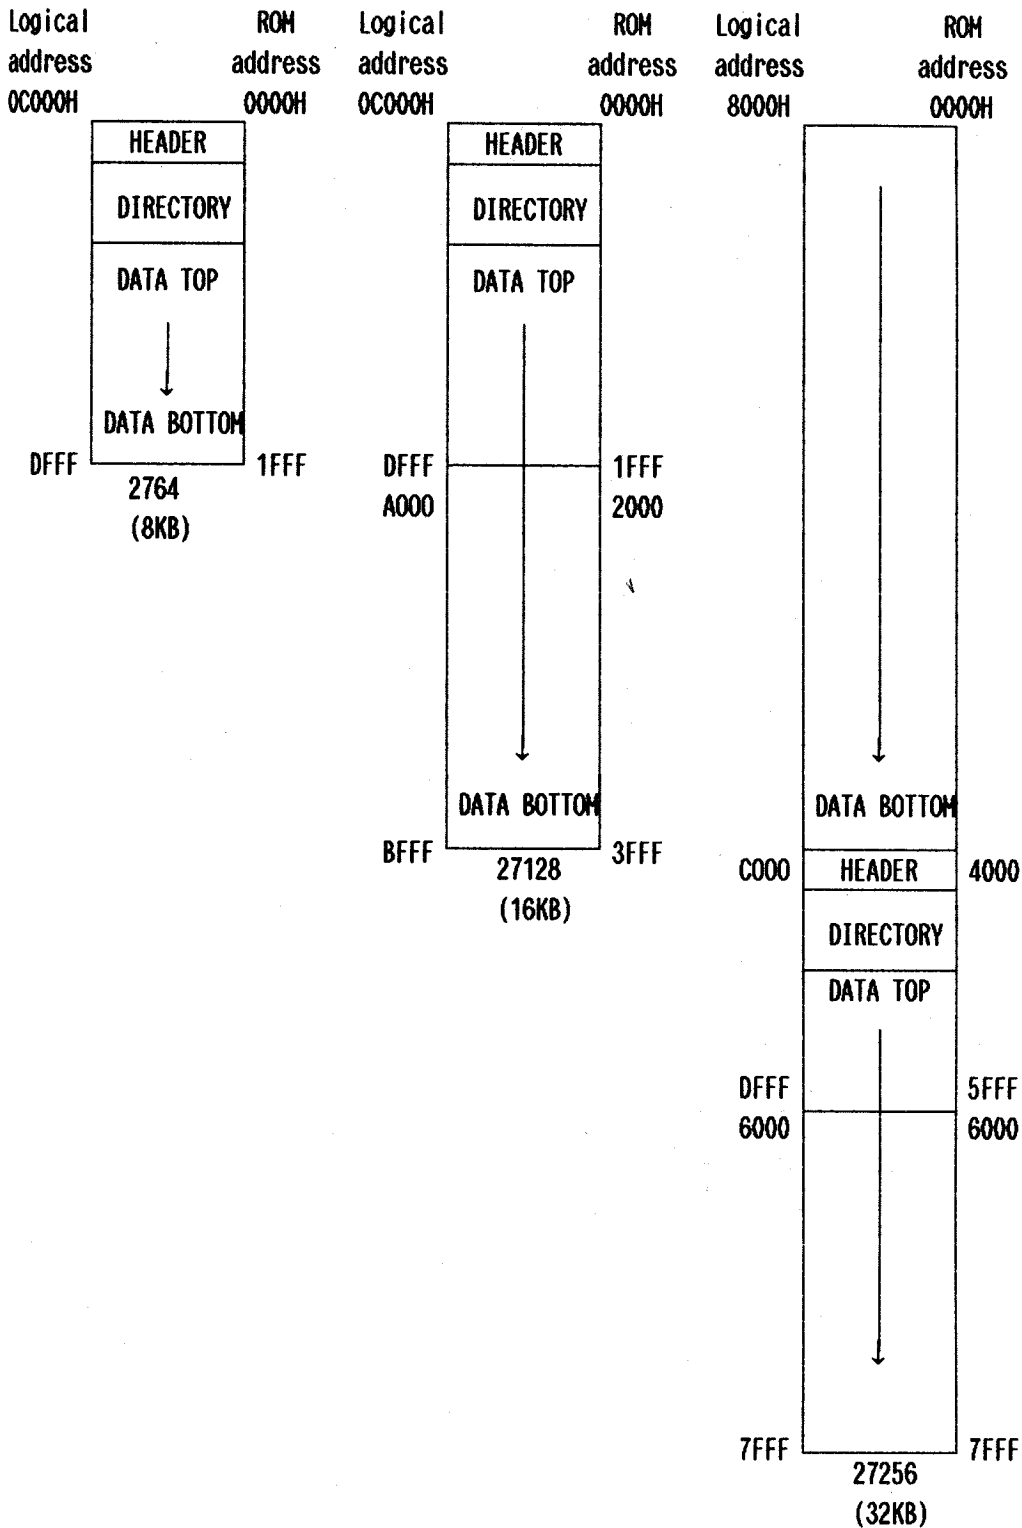 Logical address 0C000H
ROM address 0000H
HEADER
DIRECTORY
DATA TOP
DATA BOTTOM
DFFF
1FFF
2764
(8KB)
Logical address 0C000H
ROM address 0000H
HEADER
DIRECTORY
DATA TOP
DFFF
1FFF
A000
2000
DATA BOTTOM
BFFF
3FFF
27128
(16KB)
Logical address 8000H
ROM address 0000H
DATA BOTTOM
C000
HEADER
4000
DIRECTORY
DATA TOP
DFFF
5FFF
6000
6000
7FFF
7FFF
27256
(32KB)